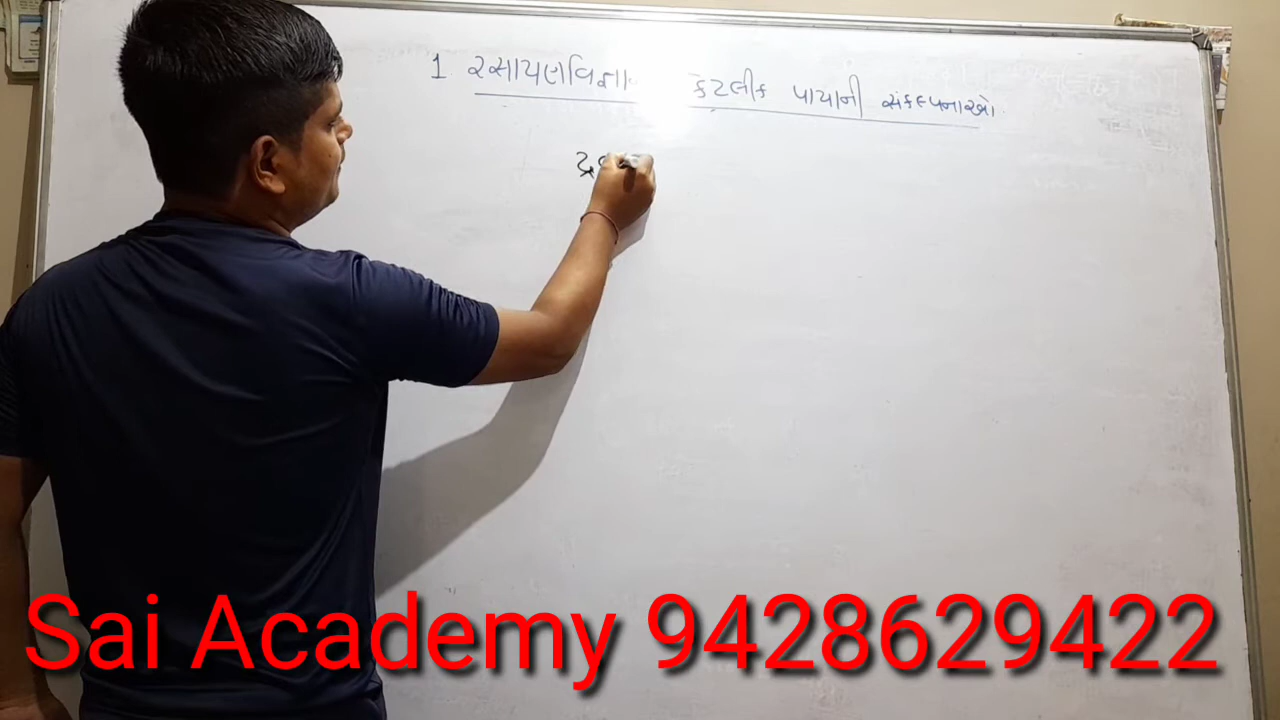 1 રસાયણવિજ્ઞા કેટલીક પાયાની સંકલ્પનાઓ
Sai Academy 9428629422